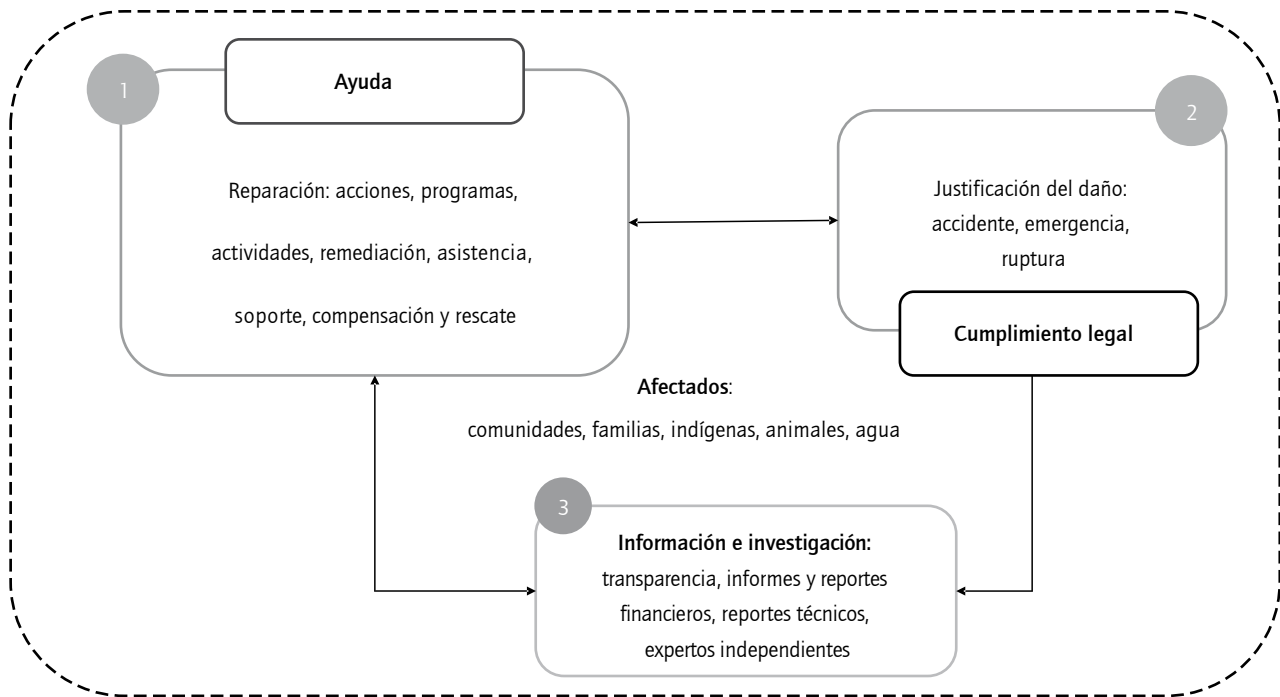 1
Ayuda
Reparación: acciones, programas,
actividades, remediación, asistencia,
soporte, compensación y rescate
2
Justificación del daño:
accidente, emergencia,
ruptura
Cumplimiento legal
Afectados:
comunidades, familias, indígenas, animales, agua
3
Información e investigación:
transparencia, informes y reportes
financieros, reportes técnicos,
expertos independientes